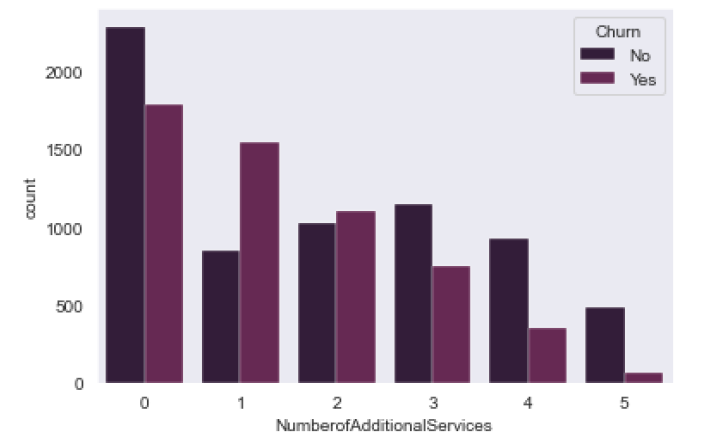 Churn
No
Yes
2000
1500
1000
500
0
count
0 1 2 3 4 5
NumberofAdditionalServices